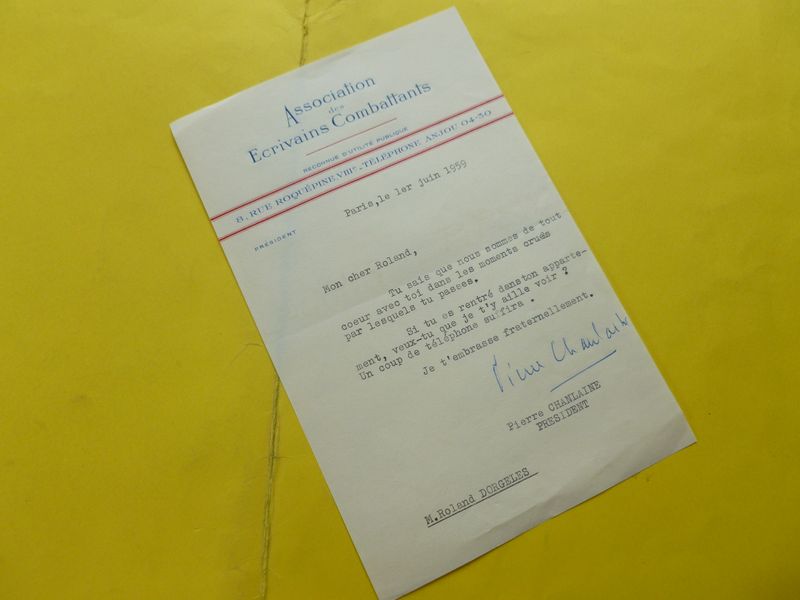 Association
des
Ecrivains Combattants
RECONNUE D'UTILITÉ PUBLIQUE
8, RUE ROQUÉPINE VIIIe - TÉLÉPHONE ANJOU 04-30
PRÉSIDENT
Paris,le 1er juin 1959
Mon cher Roland,
Tu sais que nous sommes de tout
coeur avec toi dans les moments cruels
par lesquels tu passes.
Si tu es rentré danston apparte-
ment, veux-tu que je t'y aille voir ?
Un coup de téléphone suffira .
Je t'embrasse fraternellement.
Pierre Chanlaine
Pierre CHANLAINE
PRESIDENT
M.Roland DORGELES